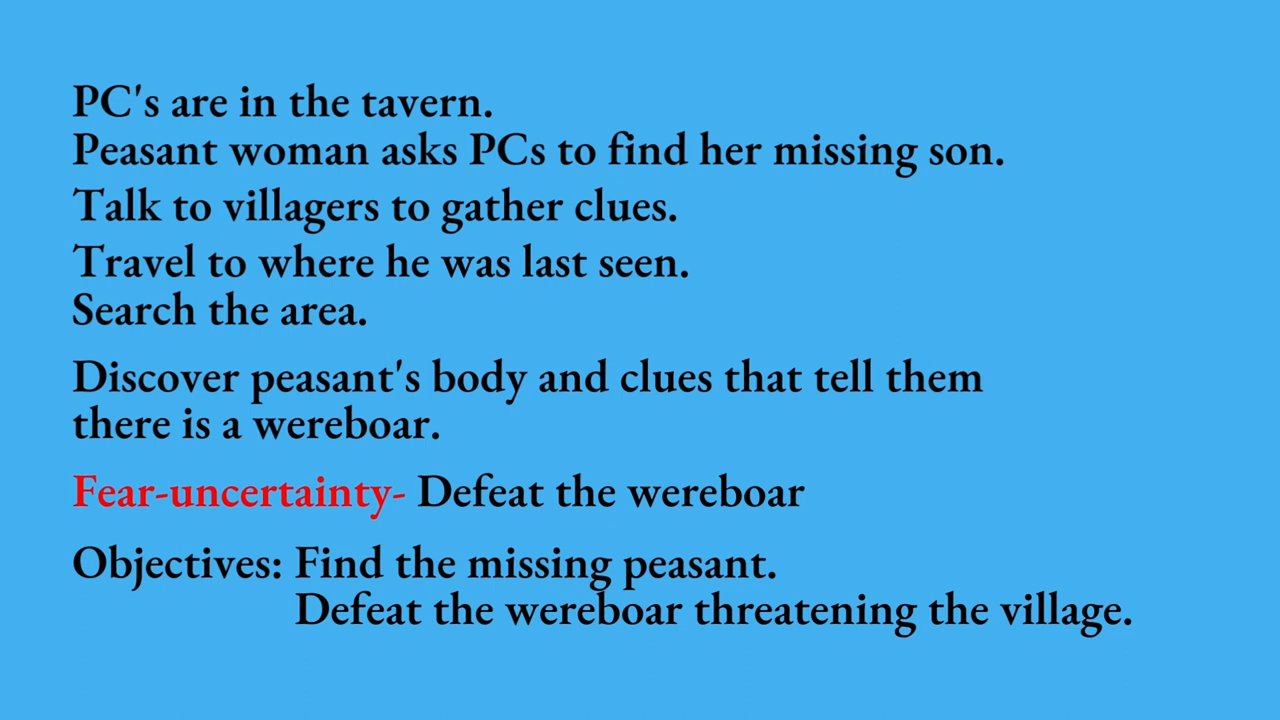 PC's are in the tavern.
Peasant woman asks PCs to find her missing son.
Talk to villagers to gather clues.
Travel to where he was last seen.
Search the area.
Discover peasant's body and clues that tell them
there is a wereboar.
Fear-uncertainty- Defeat the wereboar
Objectives: Find the missing peasant.
Defeat the wereboar threatening the village.